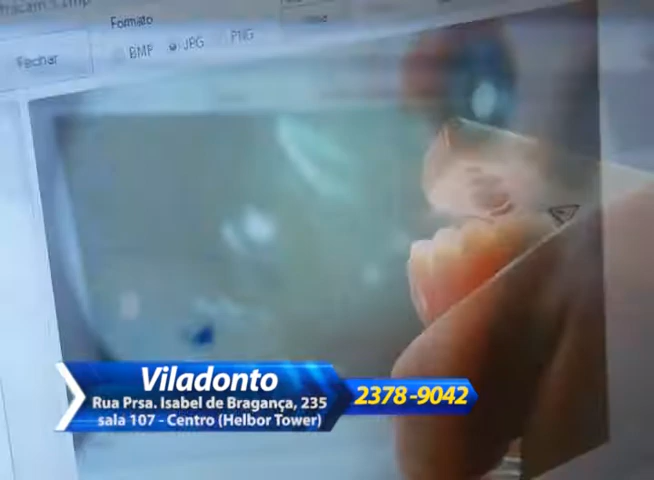 Formato
Fechar
BMP JPG PNG
Viladonto
Rua Prsa. Isabel de Bragança, 235
sala 107 - Centro (Helbor Tower)
2378-9042